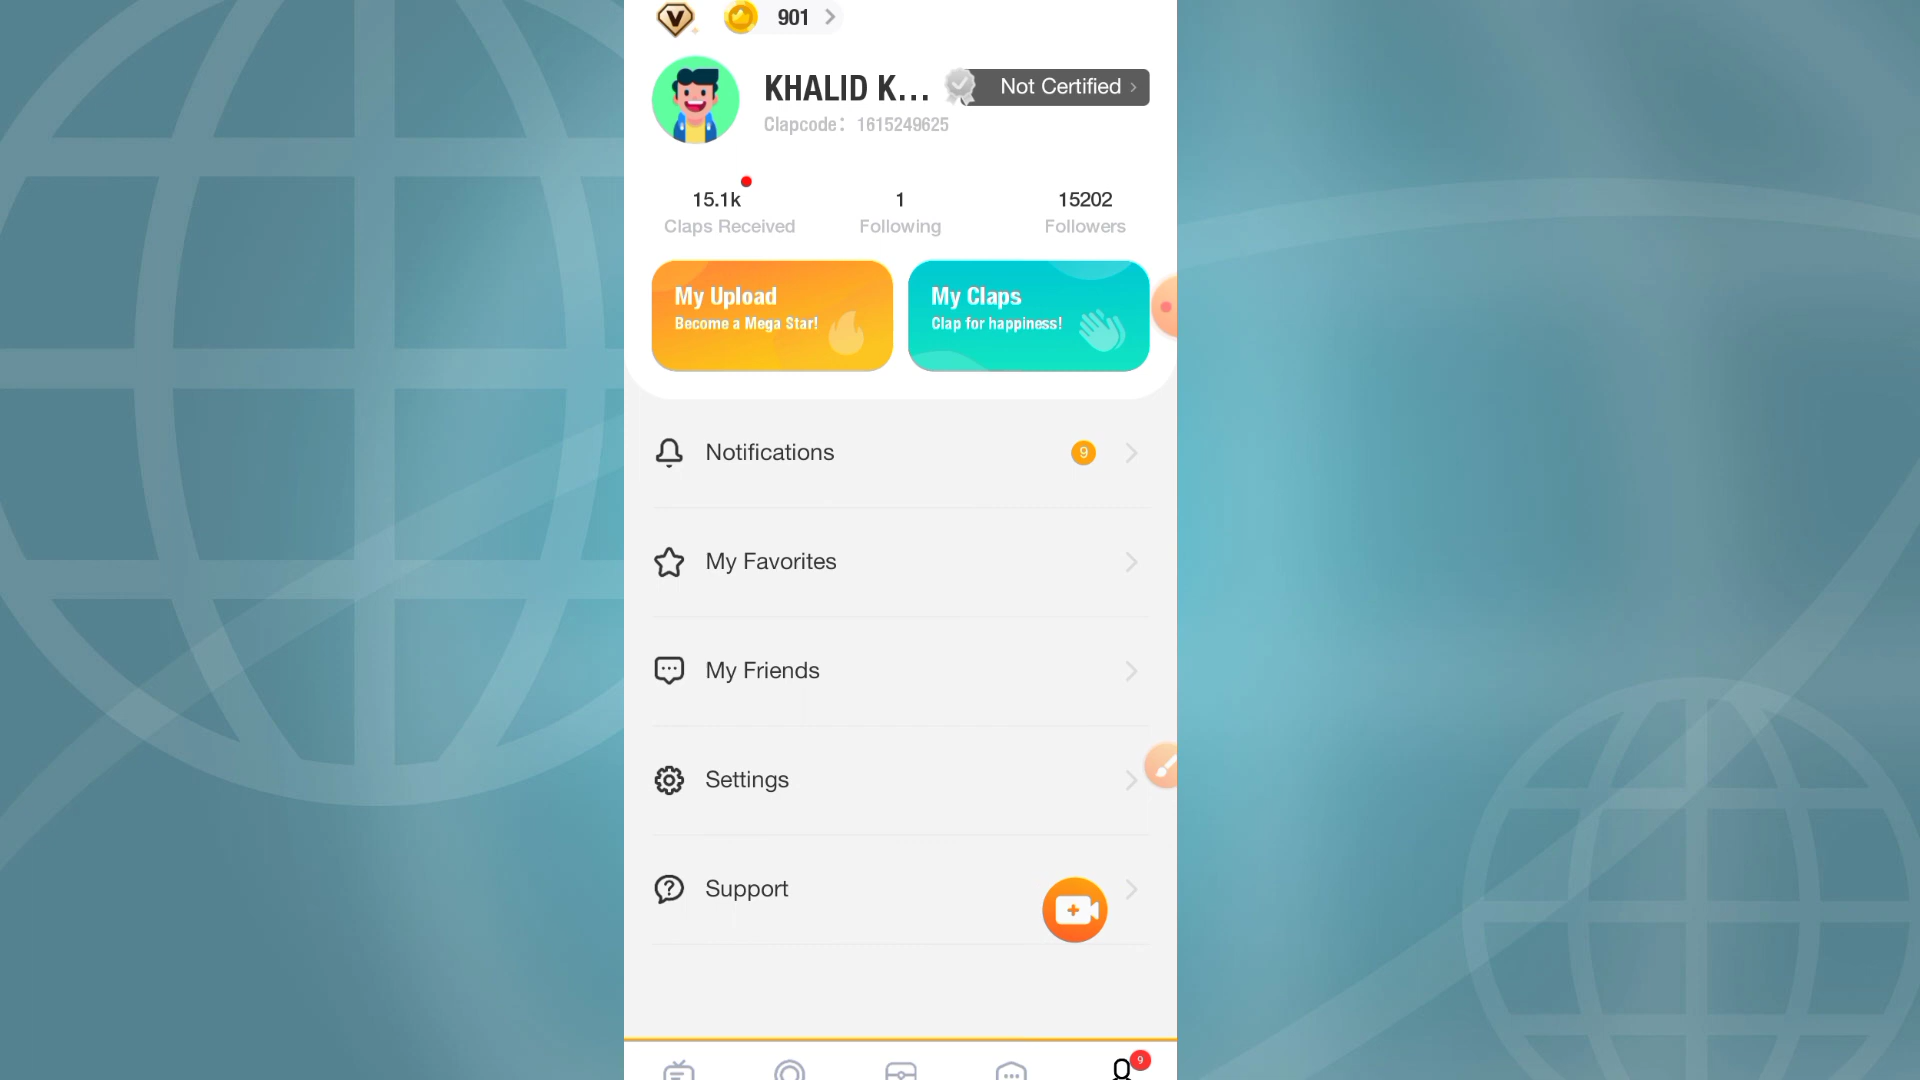 V
901
KHALID K...
Not Certified
Clapcode: 1615249625
15.1k
1
15202
Claps Received
Following
Followers
My Upload
Become a Mega Star!
My Claps
Clap for happiness!
Notifications
9
My Favorites
My Friends
Settings
Support
9